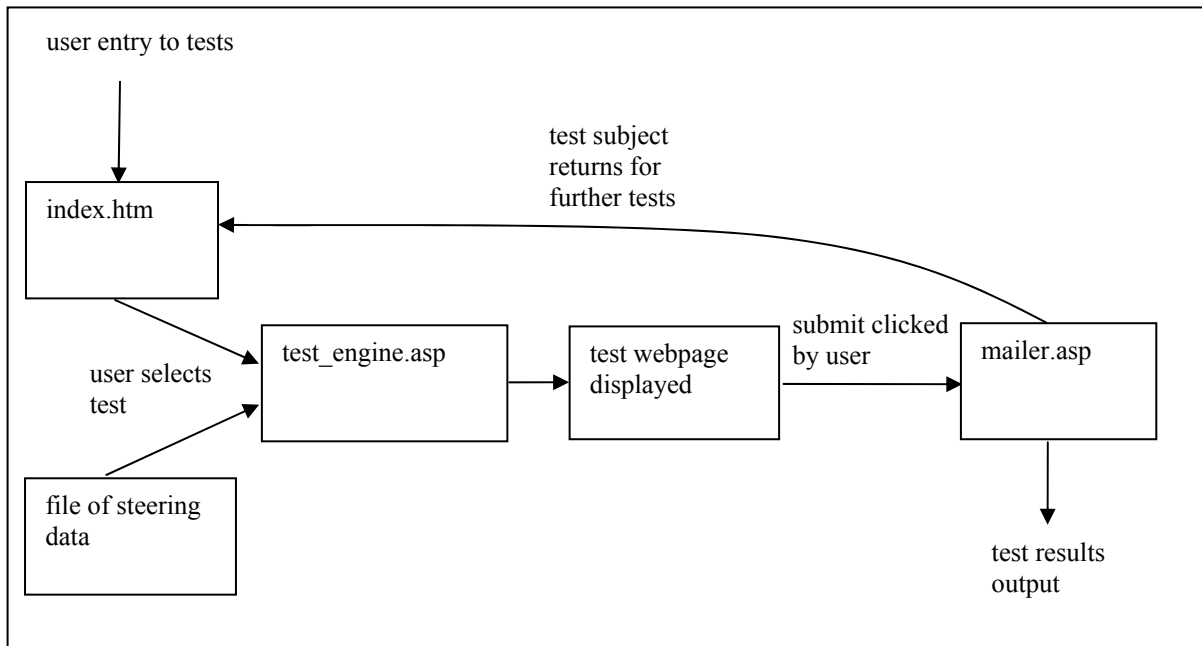 user entry to tests
test subject
returns for
further tests
index.htm
submit clicked
by user
test_engine.asp
test webpage
displayed
mailer.asp
user selects
test
file of steering
data
test results
output